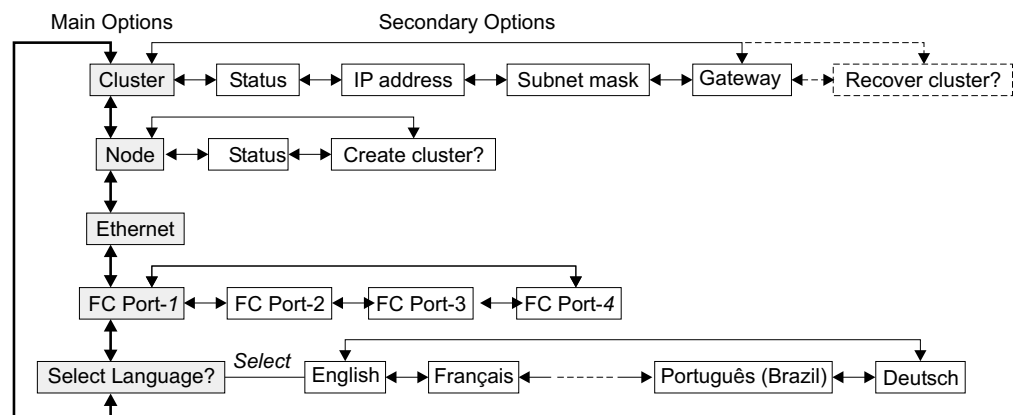 Main Options Secondary Options
Cluster Status IP address Subnet mask Gateway Recover cluster?
Node Status Create cluster?
Ethernet
FC Port-1 FC Port-2 FC Port-3 FC Port-4
Select Language? Select English Français Português (Brazil) Deutsch